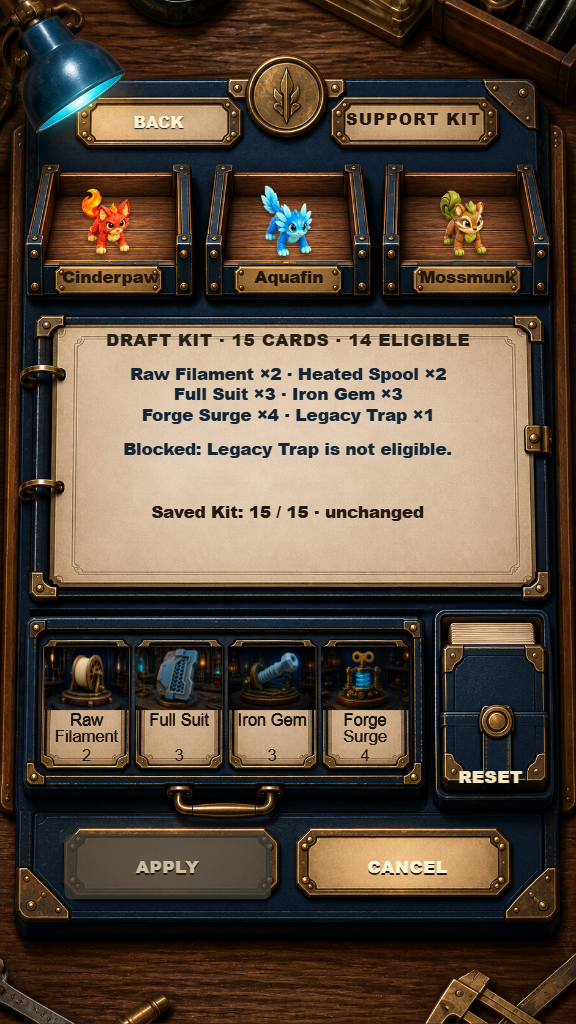 BACK
SUPPORT KIT
Cinderpaw
Aquafin
Mossmunk
DRAFT KIT · 15 CARDS · 14 ELIGIBLE
Raw Filament ×2 · Heated Spool ×2
Full Suit ×3 · Iron Gem ×3
Forge Surge ×4 · Legacy Trap ×1
Blocked: Legacy Trap is not eligible.
Saved Kit: 15 / 15 · unchanged
Raw
Filament
2
Full Suit
3
Iron Gem
3
Forge
Surge
4
RESET
APPLY
CANCEL